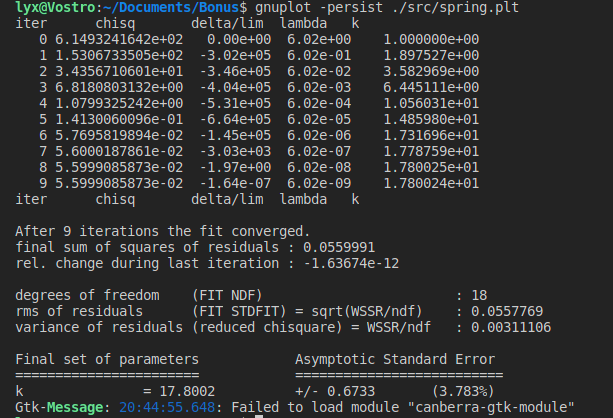 lyx@Vostro:~/Documents/Bonus$ gnuplot -persist ./src/spring.plt
iter      chisq       delta/lim  lambda   k
   0 6.1493241642e+02   0.00e+00  6.02e+00    1.000000e+00
   1 1.5306733505e+02  -3.02e+05  6.02e-01    1.897527e+00
   2 3.4356710601e+01  -3.46e+05  6.02e-02    3.582969e+00
   3 6.8180803132e+00  -4.04e+05  6.02e-03    6.445111e+00
   4 1.0799325242e+00  -5.31e+05  6.02e-04    1.056031e+01
   5 1.4130060096e-01  -6.64e+05  6.02e-05    1.485980e+01
   6 5.7695819894e-02  -1.45e+05  6.02e-06    1.731696e+01
   7 5.6000187861e-02  -3.03e+03  6.02e-07    1.778759e+01
   8 5.5999085873e-02  -1.97e+00  6.02e-08    1.780025e+01
   9 5.5999085873e-02  -1.64e-07  6.02e-09    1.780024e+01
iter      chisq       delta/lim  lambda   k
After 9 iterations the fit converged.
final sum of squares of residuals : 0.0559991
rel. change during last iteration : -1.63674e-12
degrees of freedom    (FIT NDF)                        : 18
rms of residuals      (FIT STDFIT) = sqrt(WSSR/ndf)    : 0.0557769
variance of residuals (reduced chisquare) = WSSR/ndf   : 0.00311106
Final set of parameters            Asymptotic Standard Error
=======================            ==========================
k               = 17.8002          +/- 0.6733       (3.783%)
Gtk-Message: 20:44:55.648: Failed to load module "canberra-gtk-module"